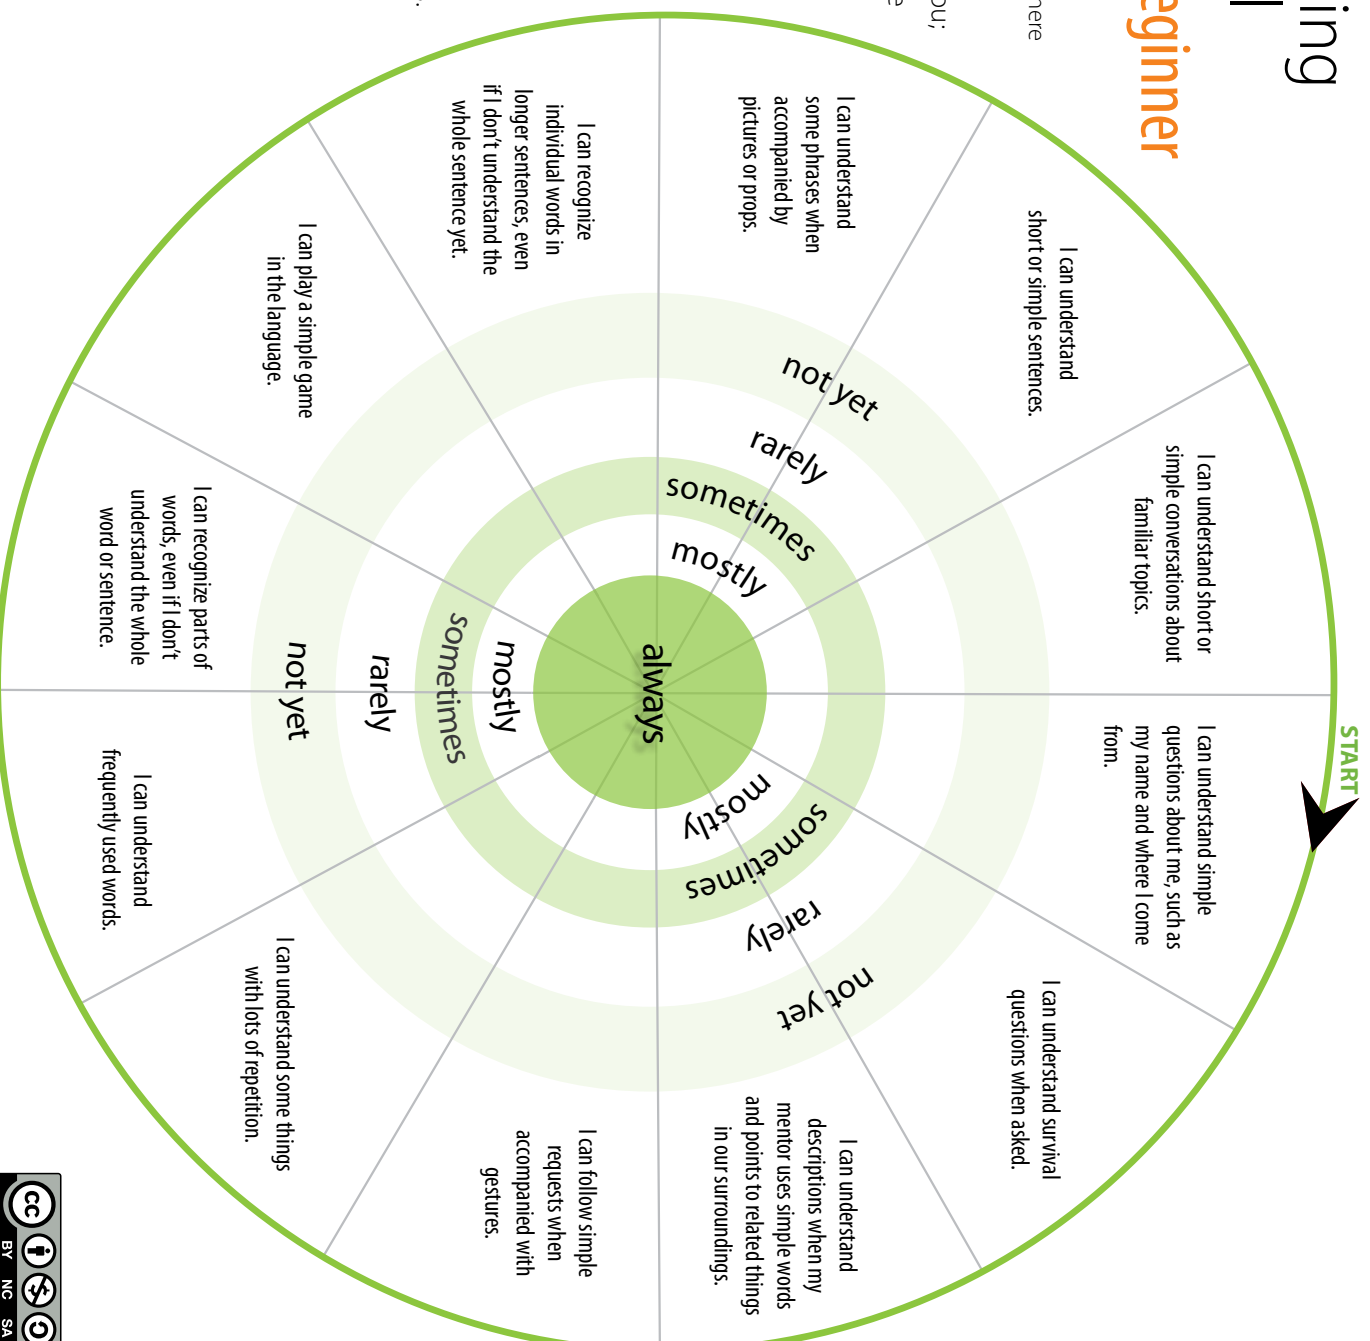 ing
eginner
here
ou;
e
START
I can understand simple
questions about me, such as
my name and where I come
from.
I can understand survival
questions when asked.
I can understand
descriptions when my
mentor uses simple words
and points to related things
in our surroundings.
I can follow simple
requests when
accompanied with
gestures.
I can understand some things
with lots of repetition.
I can understand
frequently used words.
I can recognize parts of
words, even if I don’t
understand the whole
word or sentence.
I can play a simple game
in the language.
I can recognize
individual words in
longer sentences, even
if I don’t understand the
whole sentence yet.
I can understand
some phrases when
accompanied by
pictures or props.
I can understand
short or simple sentences.
I can understand short or
simple conversations about
familiar topics.
not yet
rarely
sometimes
mostly
always
mostly
sometimes
rarely
not yet
mostly
sometimes
rarely
not yet
cc
BY NC SA